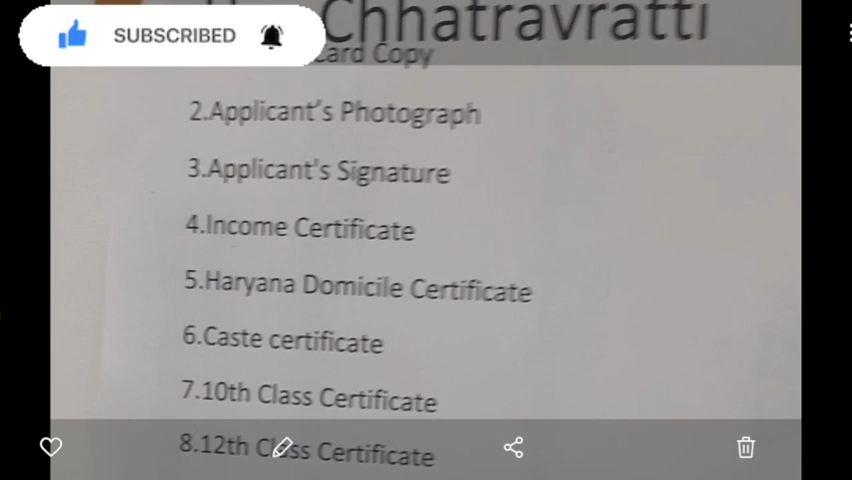 Chhatravratti
SUBSCRIBED
Card Copy
2.Applicant's Photograph
3.Applicant's Signature
4.Income Certificate
5.Haryana Domicile Certificate
6.Caste certificate
7.10th Class Certificate
8.12th Class Certificate